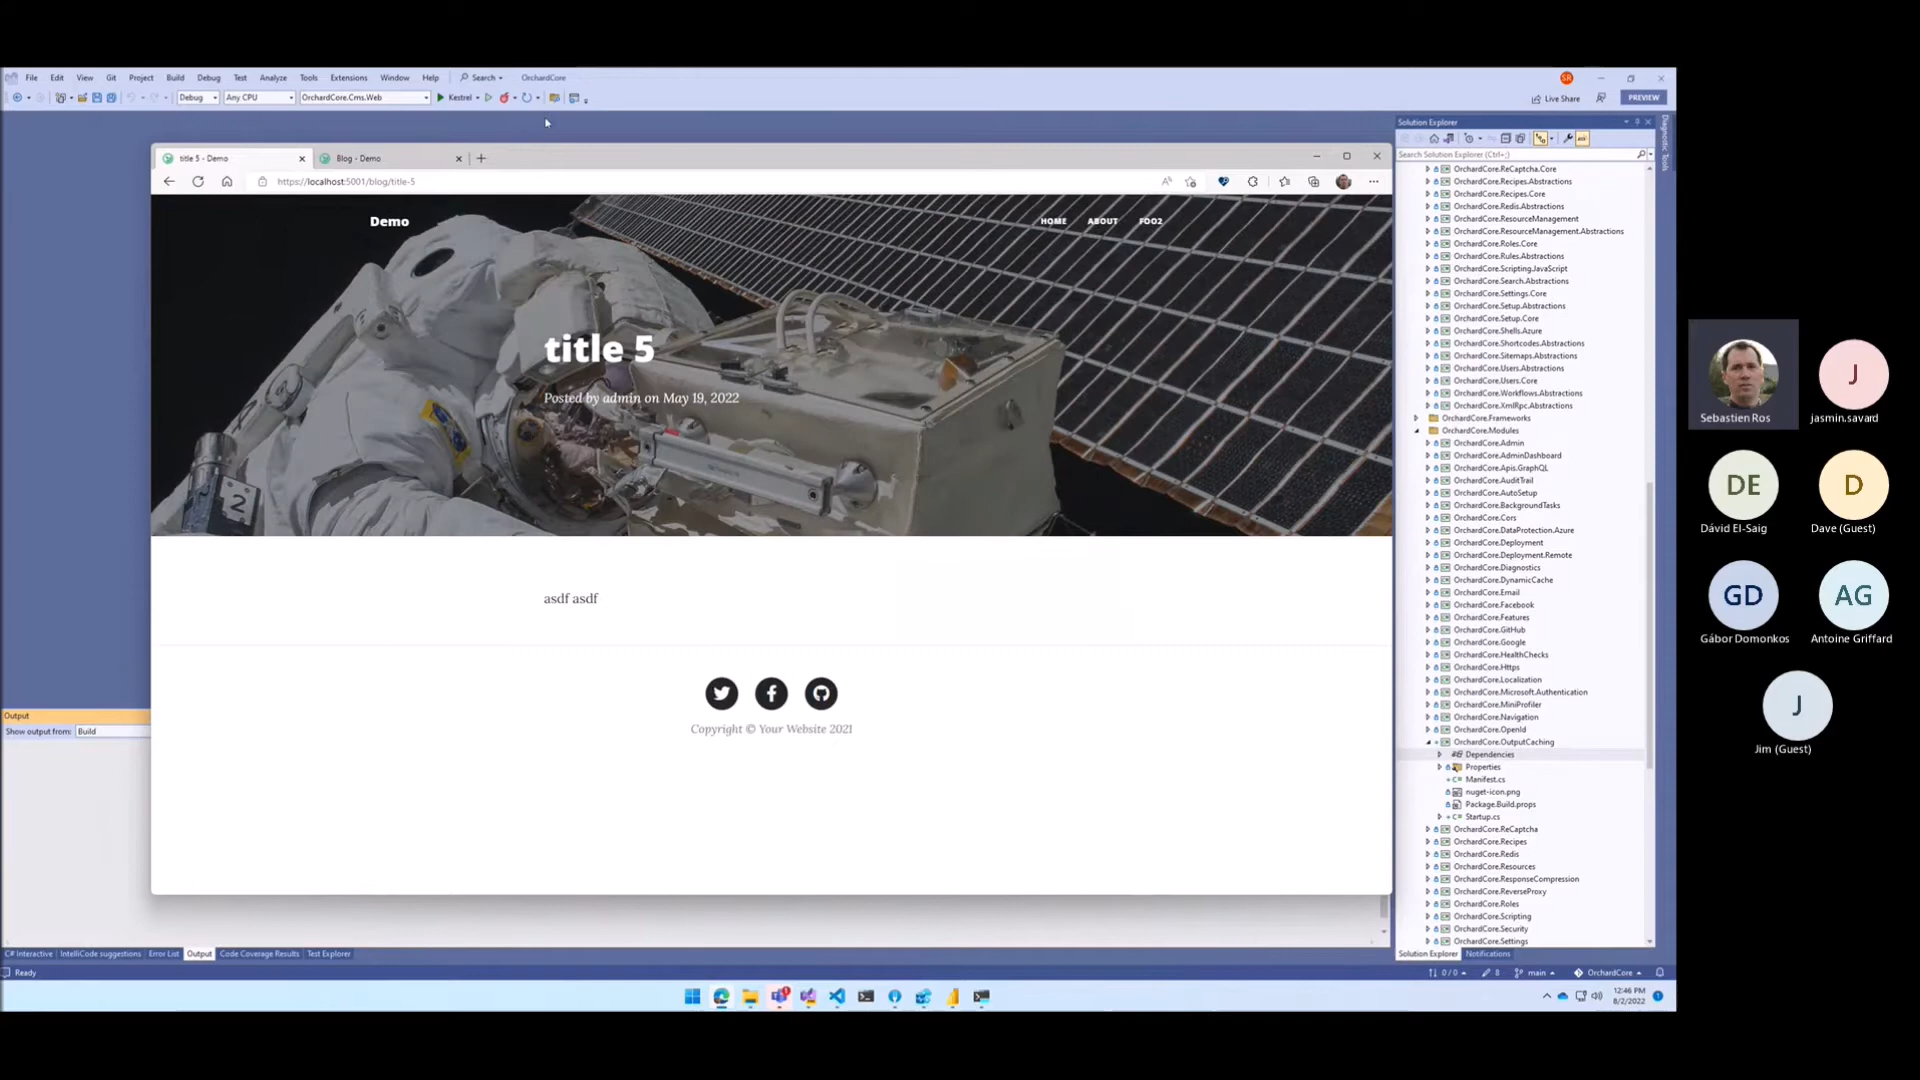 File Edit View Git Project Build Debug Test Analyze Tools Extensions Window Help Search OrchardCore SR
Debug Any CPU OrchardCore.Cms.Web Kestrel Live Share PREVIEW
Solution Explorer
Diagnostic Tools
Search Solution Explorer (Ctrl+;)
title 5 - Demo
Blog - Demo
https://localhost:5001/blog/title-5
Demo
HOME ABOUT FOO2
title 5
Posted by admin on May 19, 2022
2
asdf asdf
Copyright © Your Website 2021
OrchardCore.ReCaptcha.Core
OrchardCore.Recipes.Abstractions
OrchardCore.Recipes.Core
OrchardCore.Redis.Abstractions
OrchardCore.ResourceManagement
OrchardCore.ResourceManagement.Abstractions
OrchardCore.Roles.Core
OrchardCore.Rules.Abstractions
OrchardCore.Scripting.JavaScript
OrchardCore.Search.Abstractions
OrchardCore.Settings.Core
OrchardCore.Setup.Abstractions
OrchardCore.Setup.Core
OrchardCore.Shells.Azure
OrchardCore.Shortcodes.Abstractions
OrchardCore.Sitemaps.Abstractions
OrchardCore.Users.Abstractions
OrchardCore.Users.Core
OrchardCore.Workflows.Abstractions
OrchardCore.XmlRpc.Abstractions
OrchardCore.Frameworks
OrchardCore.Modules
OrchardCore.Admin
OrchardCore.AdminDashboard
OrchardCore.Apis.GraphQL
OrchardCore.AuditTrail
OrchardCore.AutoSetup
OrchardCore.BackgroundTasks
OrchardCore.Cors
OrchardCore.DataProtection.Azure
OrchardCore.Deployment
OrchardCore.Deployment.Remote
OrchardCore.Diagnostics
OrchardCore.DynamicCache
OrchardCore.Email
OrchardCore.Facebook
OrchardCore.Features
OrchardCore.GitHub
OrchardCore.Google
OrchardCore.HealthChecks
OrchardCore.Https
OrchardCore.Localization
OrchardCore.Microsoft.Authentication
OrchardCore.MiniProfiler
OrchardCore.Navigation
OrchardCore.OpenId
OrchardCore.OutputCaching
Dependencies
Properties
Manifest.cs
nuget-icon.png
Package.Build.props
Startup.cs
OrchardCore.ReCaptcha
OrchardCore.Recipes
OrchardCore.Redis
OrchardCore.Resources
OrchardCore.ResponseCompression
OrchardCore.ReverseProxy
OrchardCore.Roles
OrchardCore.Scripting
OrchardCore.Security
OrchardCore.Settings
Solution Explorer Notifications
Output
Show output from: Build
C# Interactive IntelliCode suggestions Error List Output Code Coverage Results Test Explorer
Ready
0 / 0 8 main OrchardCore
12:46 PM
8/2/2022
Sebastien Ros
J
jasmin.savard
DE
Dávid El-Saig
D
Dave (Guest)
GD
Gábor Domonkos
AG
Antoine Griffard
J
Jim (Guest)